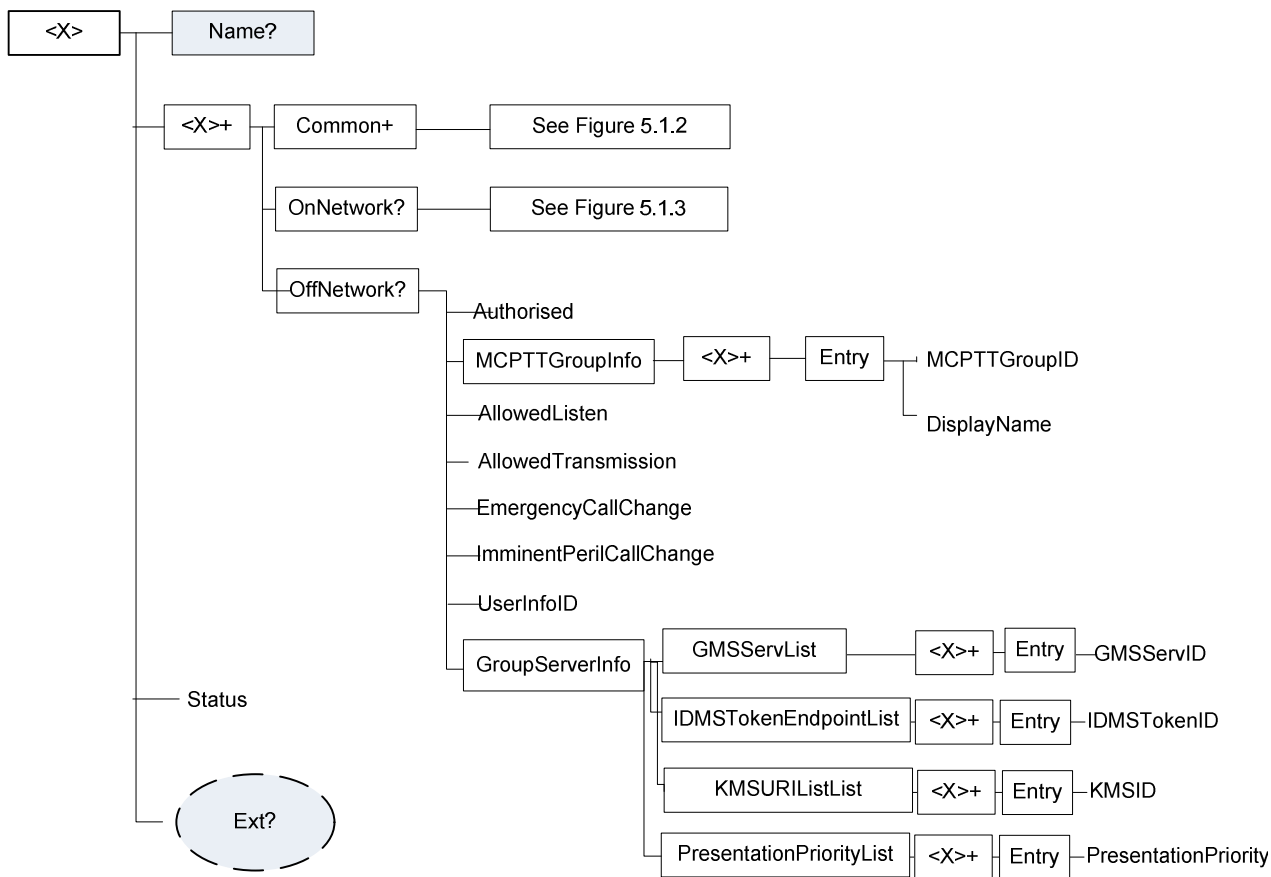 <X>
Name?
<X>+
Common+
See Figure 5.1.2
OnNetwork?
See Figure 5.1.3
OffNetwork?
Authorised
MCPTTGroupInfo
<X>+
Entry
MCPTTGroupID
DisplayName
AllowedListen
AllowedTransmission
EmergencyCallChange
ImminentPerilCallChange
UserInfoID
GroupServerInfo
GMSServList
<X>+
Entry
GMSServID
IDMSTokenEndpointList
<X>+
Entry
IDMSTokenID
KMSURIListList
<X>+
Entry
KMSID
PresentationPriorityList
<X>+
Entry
PresentationPriority
Status
Ext?